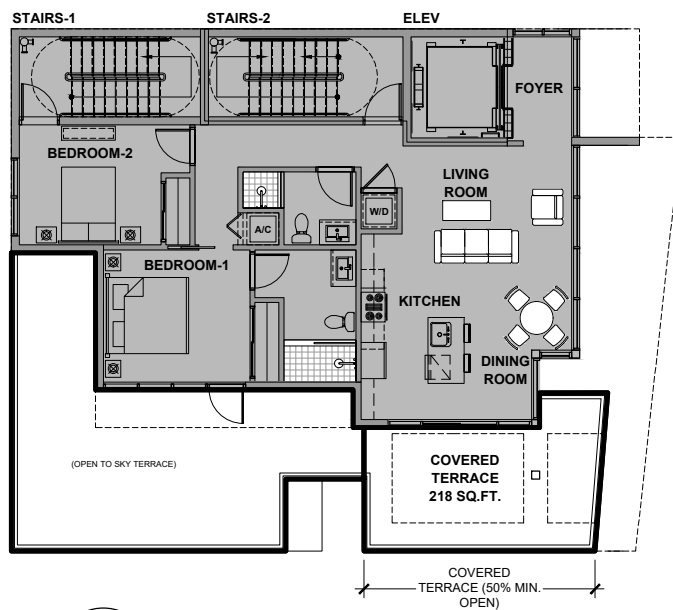 STAIRS-1
STAIRS-2
ELEV
FOYER
BEDROOM-2
LIVING
ROOM
W/D
A/C
BEDROOM-1
KITCHEN
DINING
ROOM
(OPEN TO SKY TERRACE)
COVERED
TERRACE
218 SQ.FT.
COVERED
TERRACE (50% MIN.
OPEN)